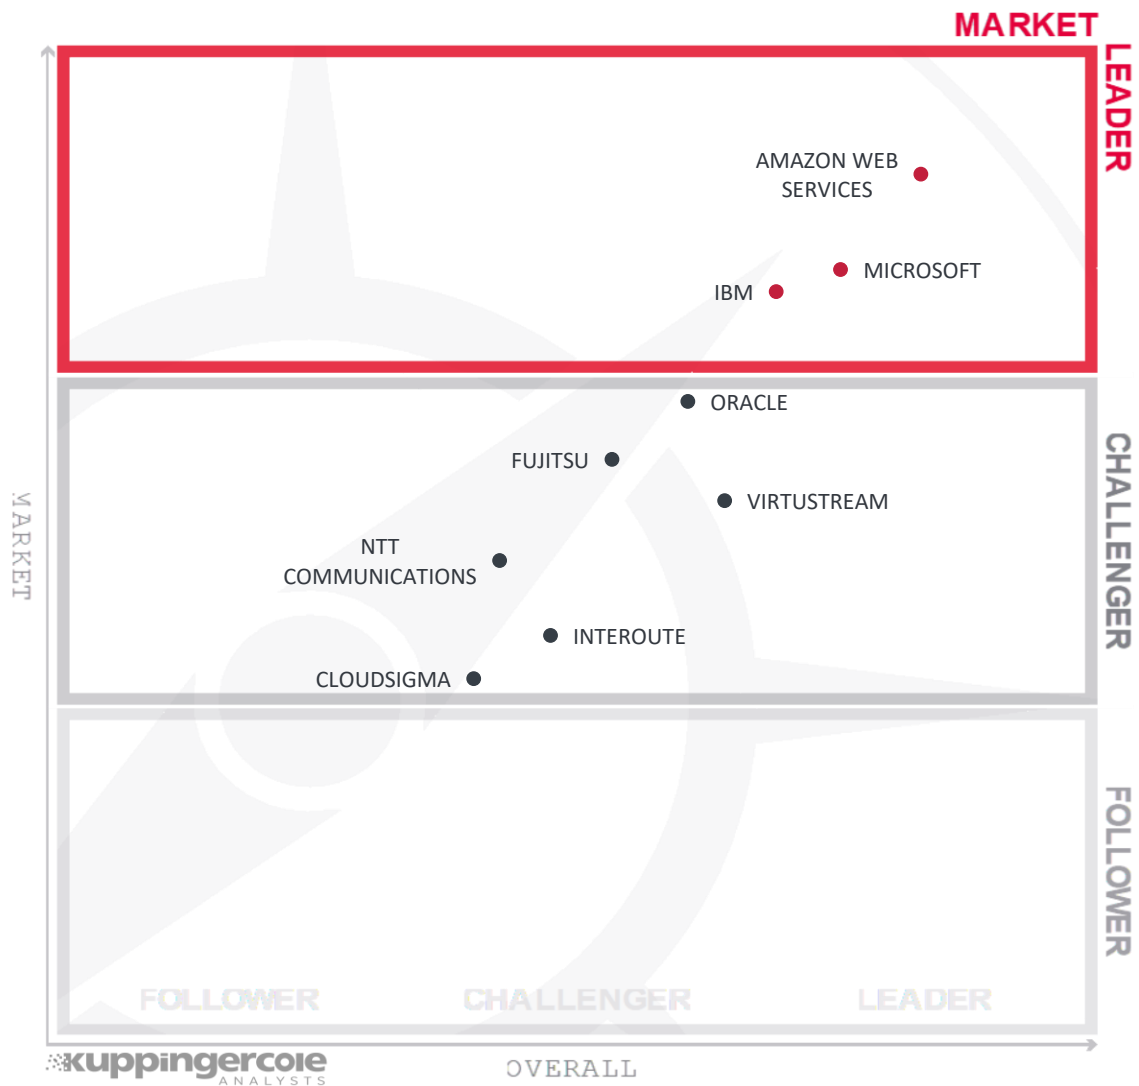 MARKET
LEADER
AMAZON WEB
SERVICES
MICROSOFT
IBM
ORACLE
FUJITSU
VIRTUSTREAM
CHALLENGER
MARKET
NTT
COMMUNICATIONS
INTEROUTE
CLOUDSIGMA
FOLLOWER
FOLLOWER
CHALLENGER
LEADER
kuppingercole
ANALYSTS
OVERALL